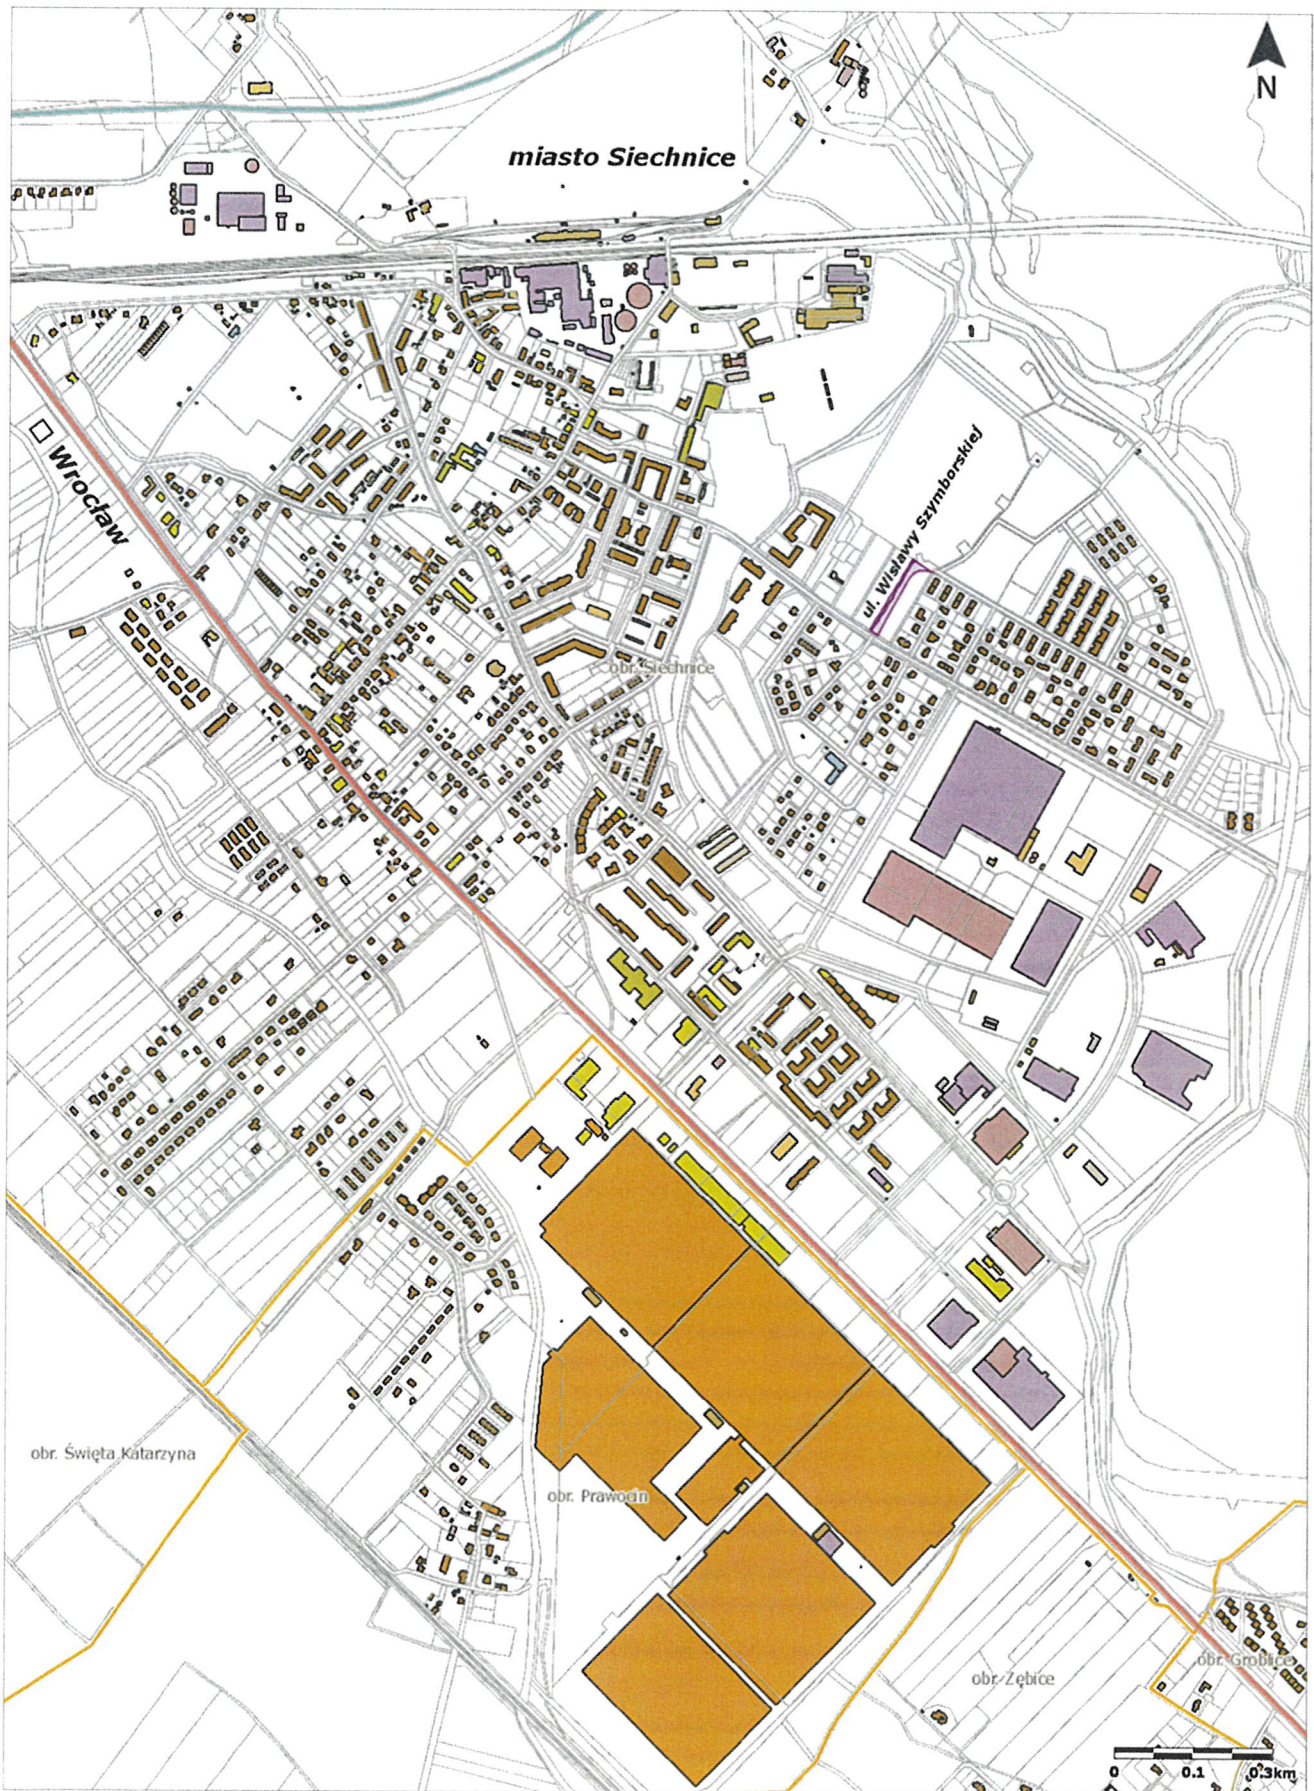 N
miasto Siechnice
Wrocław
ul. Wisławy Szymborskiej
obr. Siechnice
obr. Święta Katarzyna
obr. Prawocin
obr. Zębice
obr. Groblice
0 0.1 0.3km